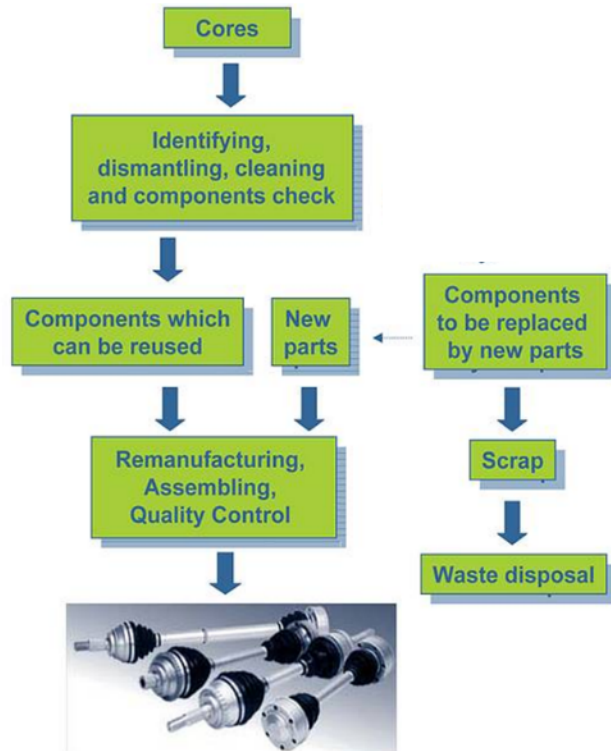 Cores
Identifying,
dismantling, cleaning
and components check
Components which
can be reused
New
parts
Components
to be replaced
by new parts
Remanufacturing,
Assembling,
Quality Control
Scrap
Waste disposal